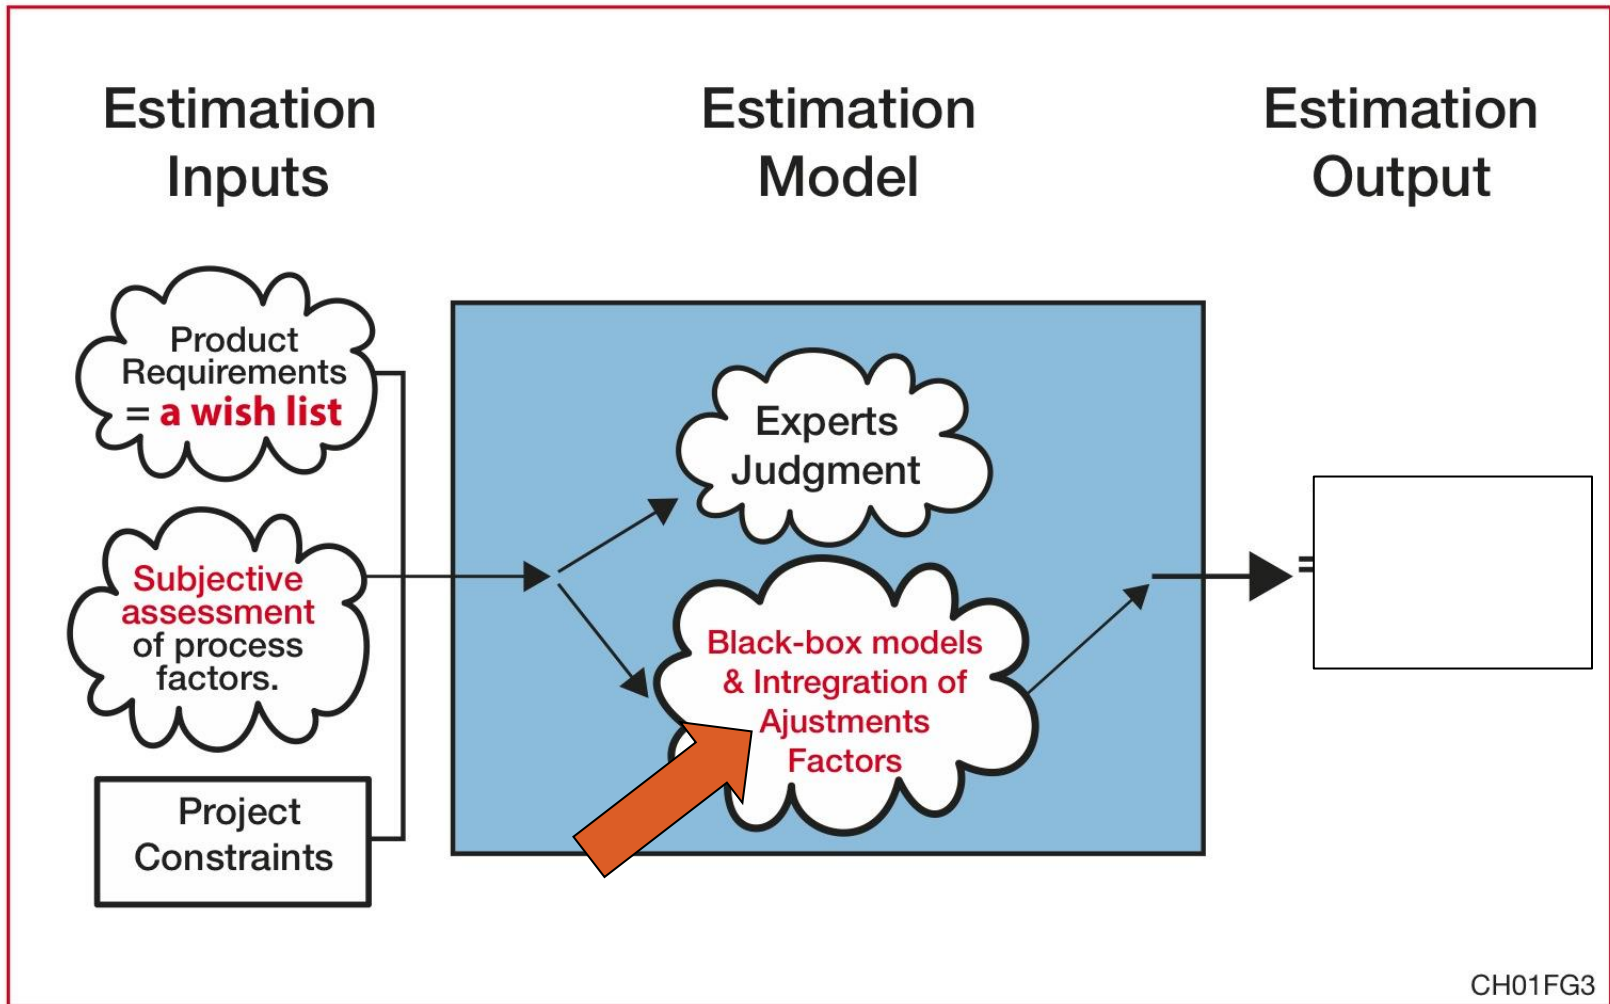 Estimation
Inputs
Estimation
Model
Estimation
Output
Product
Requirements
= a wish list
Subjective
assessment
of process
factors.
Project
Constraints
Experts
Judgment
Black-box models
& Intregration of
Ajustments
Factors
=
CH01FG3